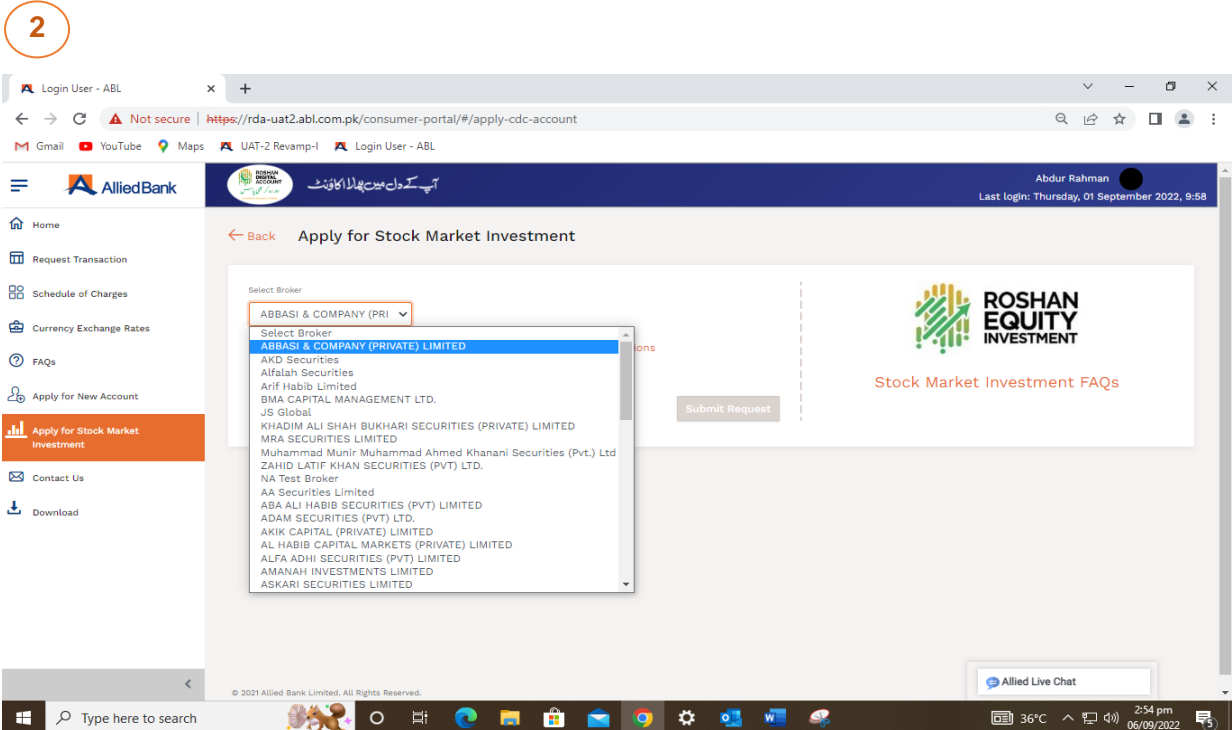 2
Login User - ABL
Not secure | https://rda-uat2.abl.com.pk/consumer-portal/#/apply-cdc-account
Gmail YouTube Maps UAT-2 Revamp-I Login User - ABL
Allied Bank
ROSHAN DIGITAL ACCOUNT
آپ کے دل میں پھلا اکاؤنٹ
Abdur Rahman
Last login: Thursday, 01 September 2022, 9:58
Home
Request Transaction
Schedule of Charges
Currency Exchange Rates
FAQs
Apply for New Account
Apply for Stock Market
Investment
Contact Us
Download
Back Apply for Stock Market Investment
Select Broker
ABBASI & COMPANY (PRI
Select Broker
ABBASI & COMPANY (PRIVATE) LIMITED
AKD Securities
Alfalah Securities
Arif Habib Limited
BMA CAPITAL MANAGEMENT LTD.
JS Global
KHADIM ALI SHAH BUKHARI SECURITIES (PRIVATE) LIMITED
MRA SECURITIES LIMITED
Muhammad Munir Muhammad Ahmed Khanani Securities (Pvt.) Ltd
ZAHID LATIF KHAN SECURITIES (PVT) LTD.
NA Test Broker
AA Securities Limited
ABA ALI HABIB SECURITIES (PVT) LIMITED
ADAM SECURITIES (PVT) LTD.
AKIK CAPITAL (PRIVATE) LIMITED
AL HABIB CAPITAL MARKETS (PRIVATE) LIMITED
ALFA ADHI SECURITIES (PVT) LIMITED
AMANAH INVESTMENTS LIMITED
ASKARI SECURITIES LIMITED
ions
Submit Request
ROSHAN
EQUITY
INVESTMENT
Stock Market Investment FAQs
© 2021 Allied Bank Limited. All Rights Reserved.
Allied Live Chat
Type here to search
36°C
2:54 pm
06/09/2022
5